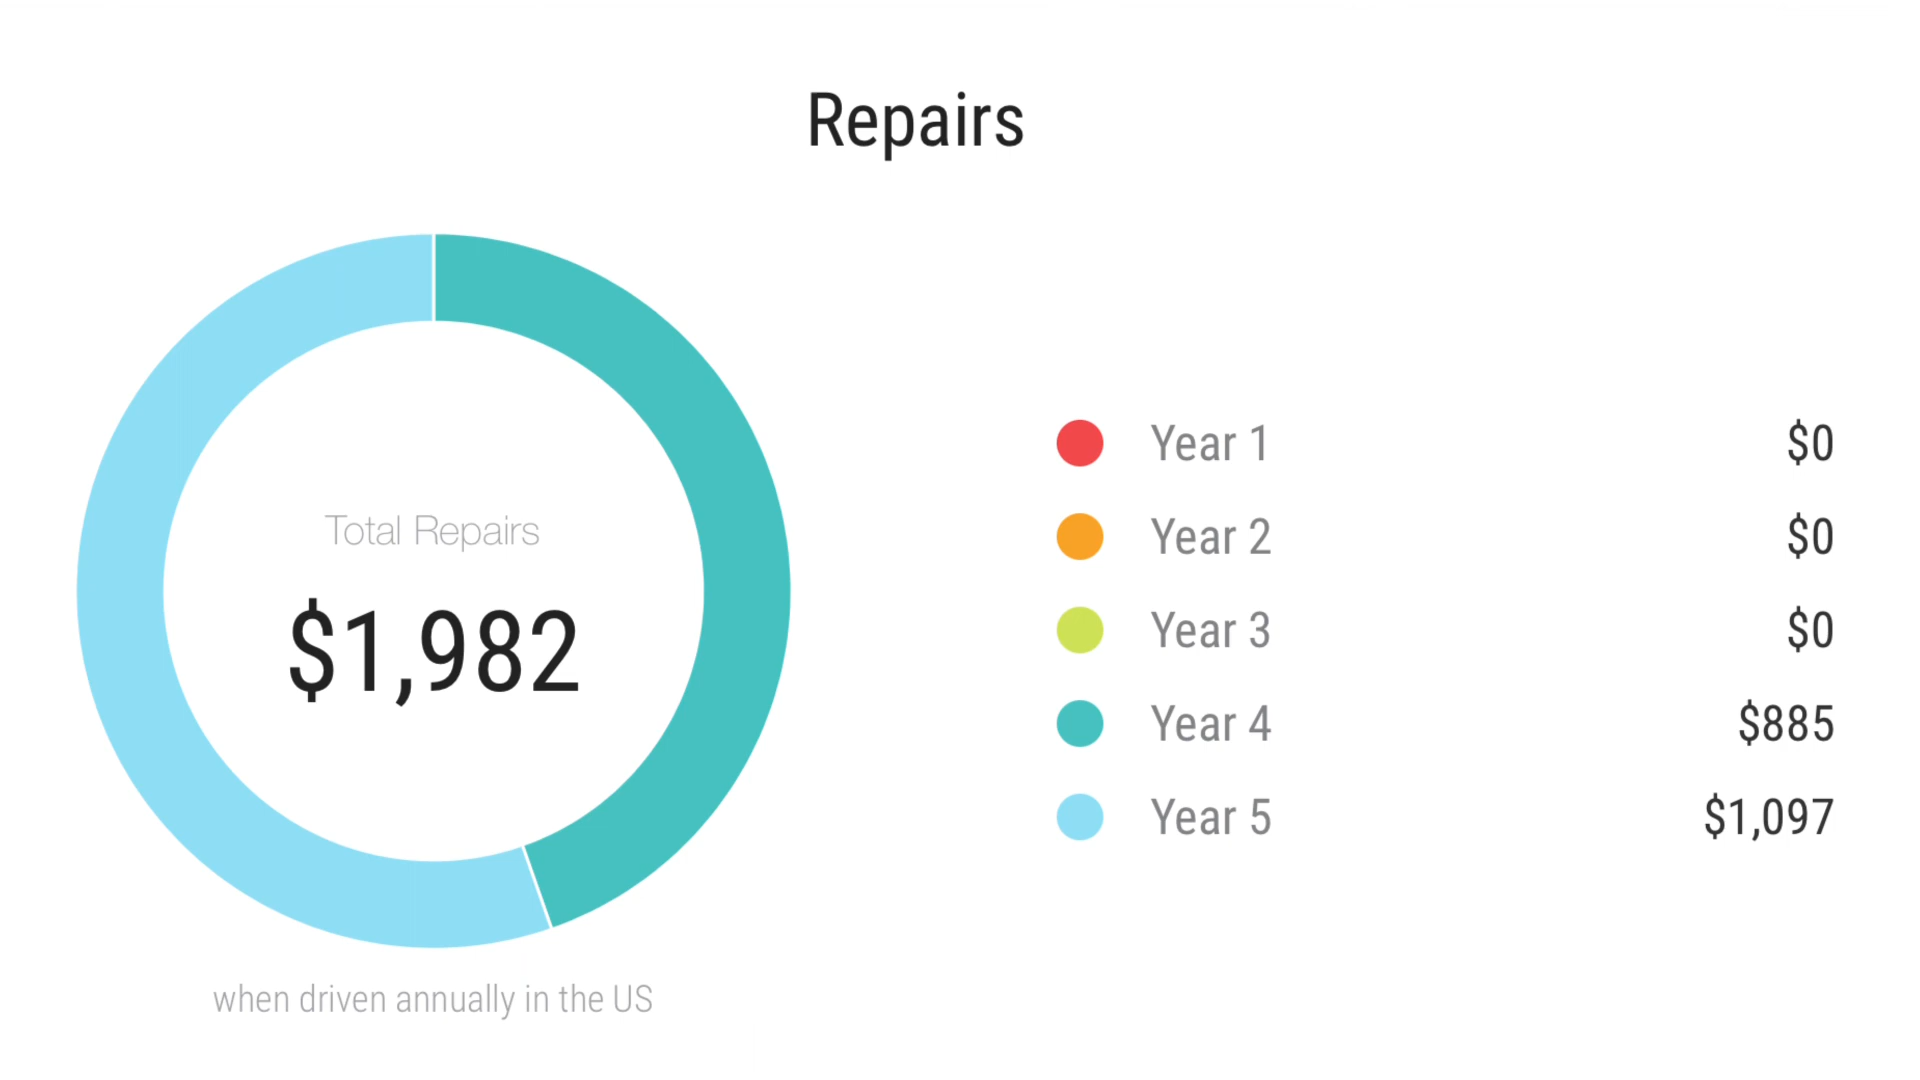 Repairs
Total Repairs
$1,982
when driven annually in the US
Year 1 $0
Year 2 $0
Year 3 $0
Year 4 $885
Year 5 $1,097